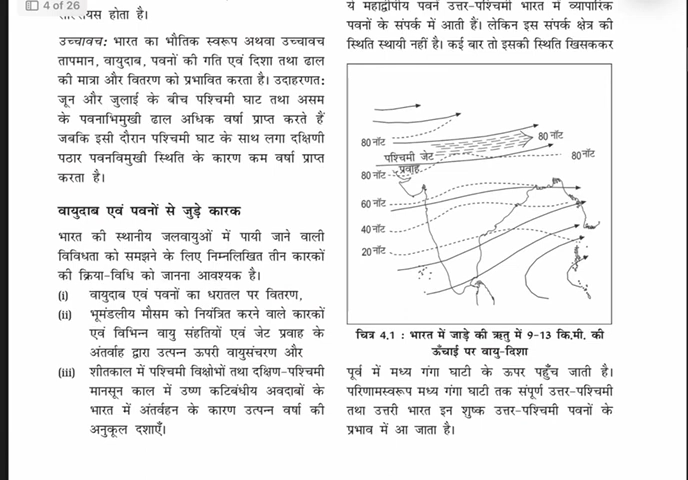 4 of 26
होता है।
उच्चावच: भारत का भौतिक स्वरूप अथवा उच्चावच
तापमान, वायुदाब, पवनों की गति एवं दिशा तथा ढाल
की मात्रा और वितरण को प्रभावित करता है। उदाहरणत:
जून और जुलाई के बीच पश्चिमी घाट तथा असम
के पवनाभिमुखी ढाल अधिक वर्षा प्राप्त करते हैं
जबकि इसी दौरान पश्चिमी घाट के साथ लगा दक्षिणी
पठार पवनविमुखी स्थिति के कारण कम वर्षा प्राप्त
करता है।
वायुदाब एवं पवनों से जुड़े कारक
भारत की स्थानीय जलवायुओं में पायी जाने वाली
विविधता को समझने के लिए निम्नलिखित तीन कारकों
की क्रिया-विधि को जानना आवश्यक है।
(i) वायुदाब एवं पवनों का धरातल पर वितरण,
(ii) भूमंडलीय मौसम को नियंत्रित करने वाले कारकों
एवं विभिन्न वायु संहतियों एवं जेट प्रवाह के
अंतर्वाह द्वारा उत्पन्न ऊपरी वायुसंचरण और
(iii) शीतकाल में पश्चिमी विक्षोभों तथा दक्षिण-पश्चिमी
मानसून काल में उष्ण कटिबंधीय अवदाबों के
भारत में अंतर्वहन के कारण उत्पन्न वर्षा की
अनुकूल दशाएँ।
ये महाद्वीपीय पवनें उत्तर-पश्चिमी भारत में व्यापारिक
पवनों के संपर्क में आती हैं। लेकिन इस संपर्क क्षेत्र की
स्थिति स्थायी नहीं है। कई बार तो इसकी स्थिति खिसककर
80 नॉट
80 नॉट
पश्चिमी जेट
प्रवाह
80 नॉट
80 नॉट
60 नॉट
40 नॉट
20 नॉट
चित्र 4.1 : भारत में जाड़े की ऋतु में 9-13 कि.मी. की
ऊँचाई पर वायु-दिशा
पूर्व में मध्य गंगा घाटी के ऊपर पहुँच जाती है।
परिणामस्वरूप मध्य गंगा घाटी तक संपूर्ण उत्तर-पश्चिमी
तथा उत्तरी भारत इन शुष्क उत्तर-पश्चिमी पवनों के
प्रभाव में आ जाता है।